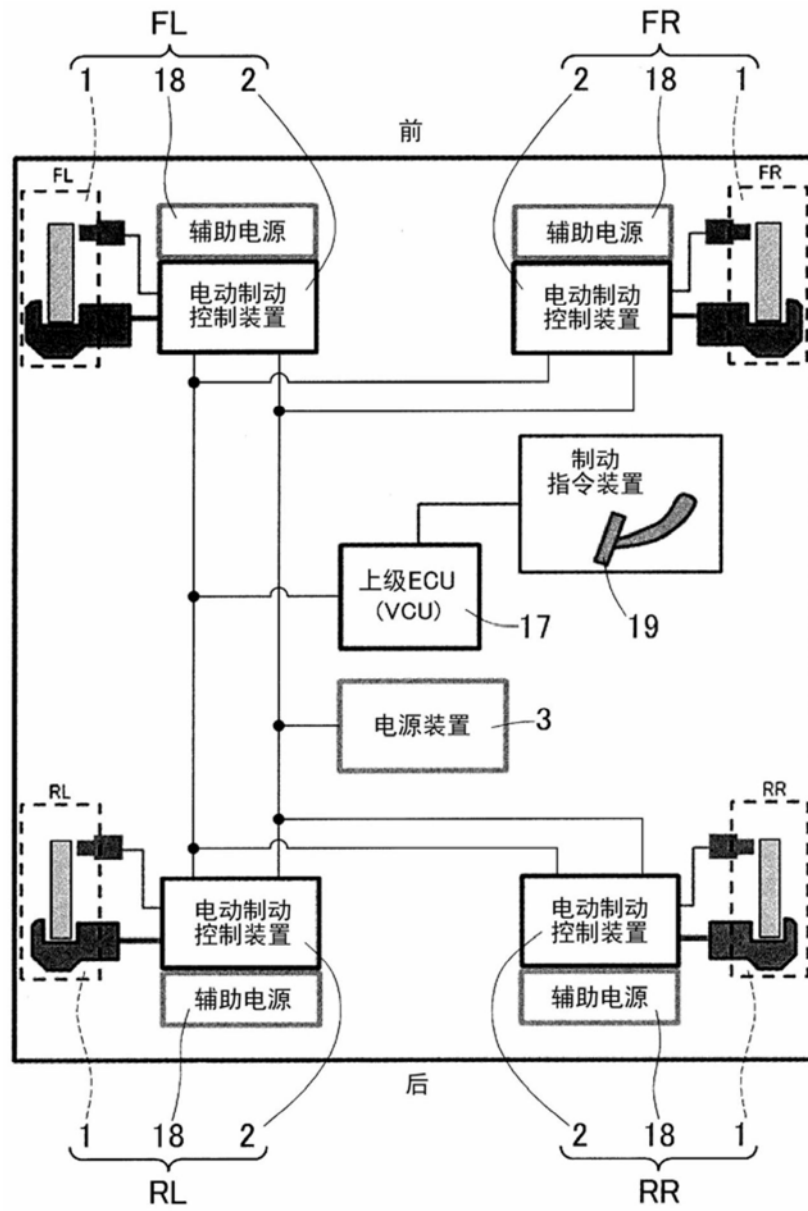 FL
FR
1 18 2
2 18 1
前
FL
FR
辅助电源
辅助电源
电动制动
控制装置
电动制动
控制装置
制动
指令装置
上级ECU
(VCU)
17
19
电源装置
3
RL
RR
电动制动
控制装置
电动制动
控制装置
辅助电源
辅助电源
后
1 18 2
2 18 1
RL
RR